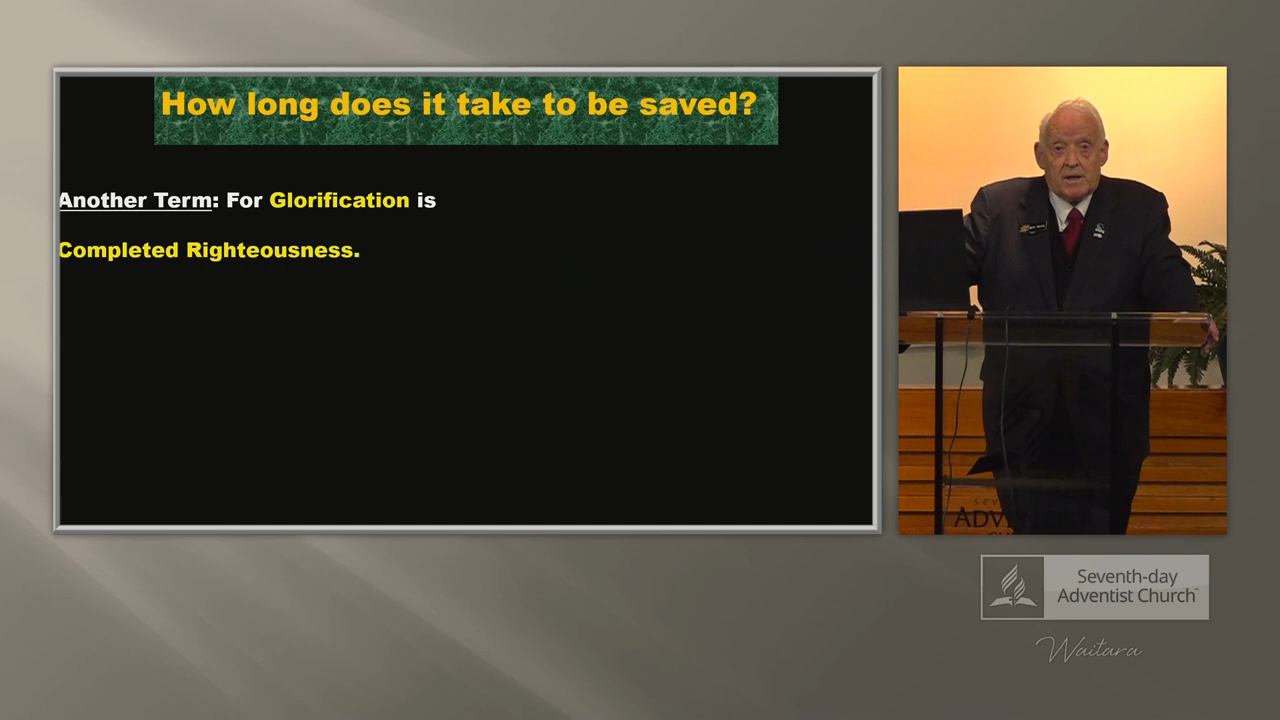 How long does it take to be saved?
Another Term: For Glorification is
Completed Righteousness.
ADV
Seventh-day
Adventist Church
Waitara